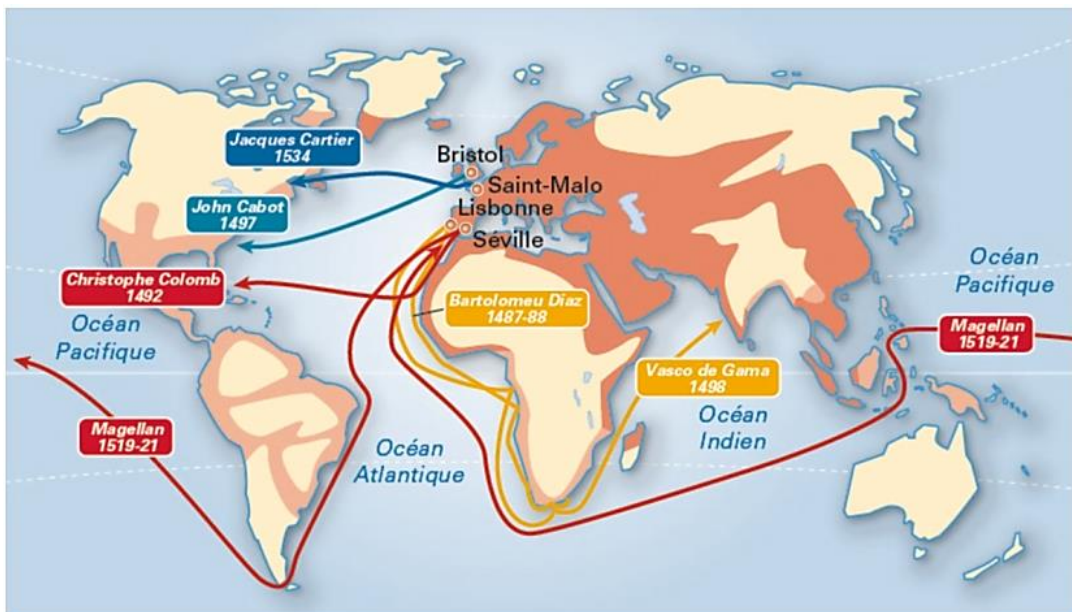 Jacques Cartier
1534
Bristol
Saint-Malo
John Cabot
1497
Lisbonne
Séville
Christophe Colomb
1492
Océan
Pacifique
Bartolomeu Díaz
1487-88
Océan
Pacifique
Magellan
1519-21
Vasco de Gama
1498
Océan
Indien
Magellan
1519-21
Océan
Atlantique